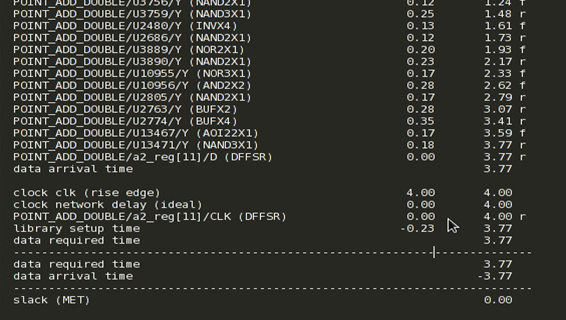 POINT_ADD_DOUBLE/U3756/Y (NAND2X1) 0.12 1.24 f
POINT_ADD_DOUBLE/U3759/Y (NAND3X1) 0.25 1.48 r
POINT_ADD_DOUBLE/U2480/Y (INVX4) 0.13 1.61 f
POINT_ADD_DOUBLE/U2686/Y (NAND2X1) 0.12 1.73 r
POINT_ADD_DOUBLE/U3889/Y (NOR2X1) 0.20 1.93 f
POINT_ADD_DOUBLE/U3890/Y (NAND2X1) 0.23 2.17 r
POINT_ADD_DOUBLE/U10955/Y (NOR3X1) 0.17 2.33 f
POINT_ADD_DOUBLE/U10956/Y (AND2X2) 0.28 2.62 f
POINT_ADD_DOUBLE/U2805/Y (NAND2X1) 0.17 2.79 r
POINT_ADD_DOUBLE/U2763/Y (BUFX2) 0.28 3.07 r
POINT_ADD_DOUBLE/U2774/Y (BUFX4) 0.35 3.41 r
POINT_ADD_DOUBLE/U13467/Y (AOI22X1) 0.17 3.59 f
POINT_ADD_DOUBLE/U13471/Y (NAND3X1) 0.18 3.77 r
POINT_ADD_DOUBLE/a2_reg[11]/D (DFFSR) 0.00 3.77 r
data arrival time 3.77
clock clk (rise edge) 4.00 4.00
clock network delay (ideal) 0.00 4.00
POINT_ADD_DOUBLE/a2_reg[11]/CLK (DFFSR) 0.00 4.00 r
library setup time -0.23 3.77
data required time 3.77
data required time 3.77
data arrival time -3.77
slack (MET) 0.00